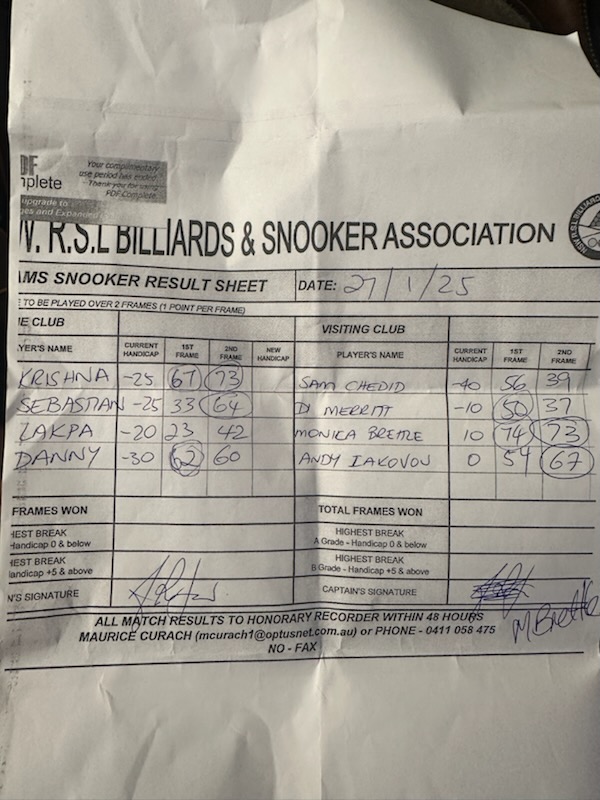 DF
nplete
Your complimentary
use period has ended.
Thank you for using
PDF Complete.
upgrade to
ges and Expanded
W. R.S.L BILLIARDS & SNOOKER ASSOCIATION
AMS SNOOKER RESULT SHEET DATE: 27/1/25
E TO BE PLAYED OVER 2 FRAMES (1 POINT PER FRAME)
E CLUB VISITING CLUB
YER'S NAME CURRENT HANDICAP 1ST FRAME 2ND FRAME NEW HANDICAP PLAYER'S NAME CURRENT HANDICAP 1ST FRAME 2ND FRAME
KRISHNA -25 67 73 SAM CHEDID -40 56 39
SEBASTIAN -25 33 64 DI MERRITT -10 50 37
LAKPA -20 23 42 MONICA BRETTLE 10 74 73
DANNY -30 62 60 ANDY IAKOVOU 0 54 67
FRAMES WON TOTAL FRAMES WON
HEST BREAK HIGHEST BREAK
Handicap 0 & below A Grade - Handicap 0 & below
HEST BREAK HIGHEST BREAK
andicap +5 & above B Grade - Handicap +5 & above
N'S SIGNATURE CAPTAIN'S SIGNATURE
M Brettle
ALL MATCH RESULTS TO HONORARY RECORDER WITHIN 48 HOURS
MAURICE CURACH (mcurach1@optusnet.com.au) or PHONE - 0411 058 475
NO - FAX